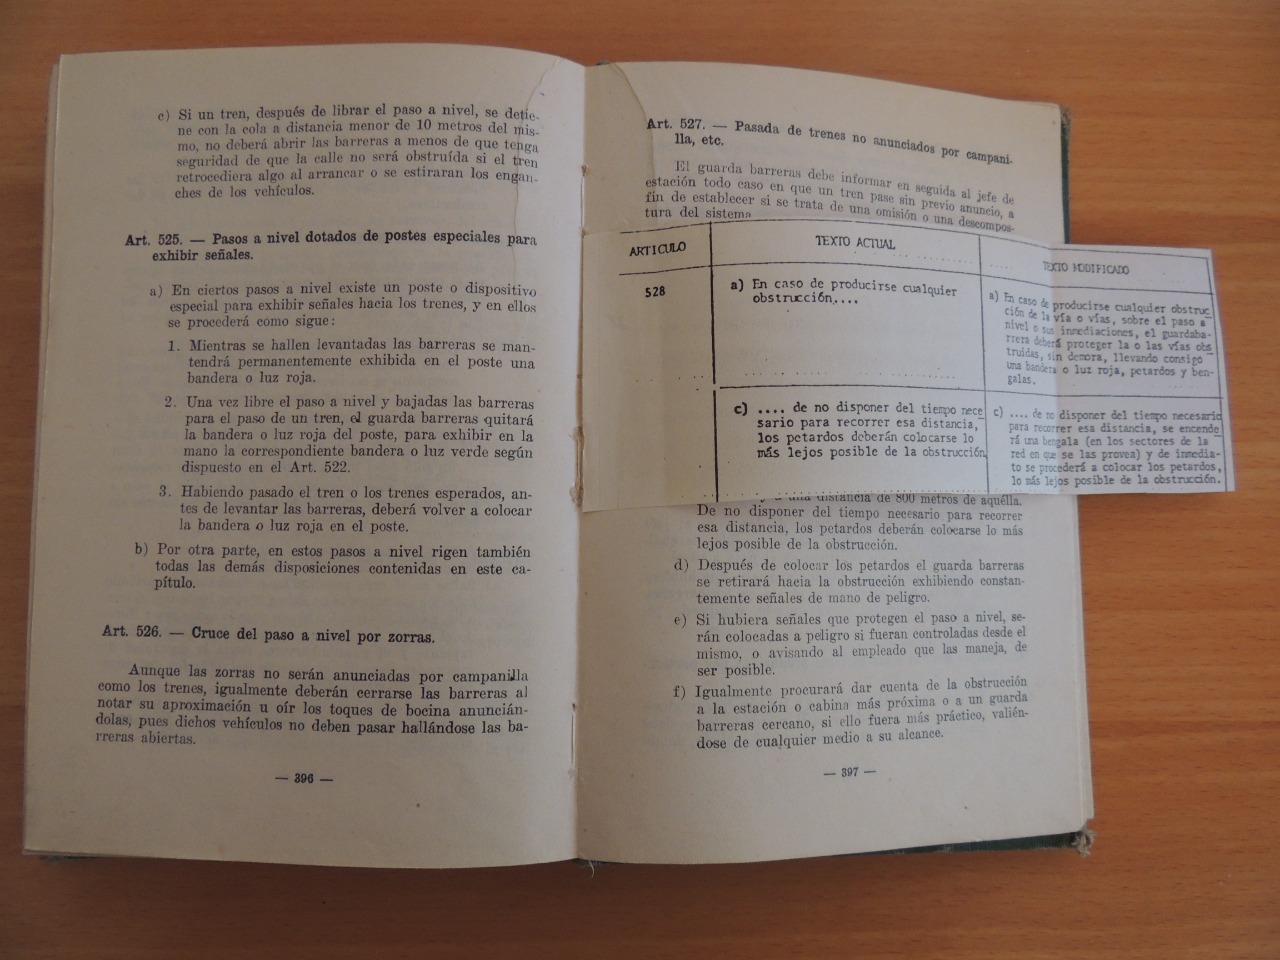 c) Si un tren, después de librar el paso a nivel, se detie-
ne con la cola a distancia menor de 10 metros del mis-
mo, no deberá abrir las barreras a menos de que tenga
seguridad de que la calle no será obstruída si el tren
retrocediera algo al arrancar o se estiraran los engan-
ches de los vehículos.
Art. 525. — Pasos a nivel dotados de postes especiales para
exhibir señales.
a) En ciertos pasos a nivel existe un poste o dispositivo
especial para exhibir señales hacia los trenes, y en ellos
se procederá como sigue:
1. Mientras se hallen levantadas las barreras se man-
tendrá permanentemente exhibida en el poste una
bandera o luz roja.
2. Una vez libre el paso a nivel y bajadas las barreras
para el paso de un tren, el guarda barreras quitará
la bandera o luz roja del poste, para exhibir en la
mano la correspondiente bandera o luz verde según
dispuesto en el Art. 522.
3. Habiendo pasado el tren o los trenes esperados, an-
tes de levantar las barreras, deberá volver a colocar
la bandera o luz roja en el poste.
b) Por otra parte, en estos pasos a nivel rigen también
todas las demás disposiciones contenidas en este ca-
pítulo.
Art. 526. — Cruce del paso a nivel por zorras.
Aunque las zorras no serán anunciadas por campanilla
como los trenes, igualmente deberán cerrarse las barreras al
notar su aproximación u oír los toques de bocina anuncián-
dolas, pues dichos vehículos no deben pasar hallándose las ba-
rreras abiertas.
— 396 —
Art. 527. — Pasada de trenes no anunciados por campani-
lla, etc.
El guarda barreras debe informar en seguida al jefe de
estación todo caso en que un tren pase sin previo anuncio, a
fin de establecer si se trata de una omisión o una descompos-
tura del sistema
ARTICULO
TEXTO ACTUAL
TEXTO MODIFICADO
528
a) En caso de producirse cualquier
obstrucción....
a) En caso de producirse cualquier obstruc-
ción de la vía o vías, sobre el paso a
nivel o sus inmediaciones, el guardaba-
rrera deberá proteger la o las vías obs
truidas, sin demora, llevando consigo
una bandera o luz roja, petardos y ben-
galas.
c) .... de no disponer del tiempo nece
sario para recorrer esa distancia,
los petardos deberán colocarse lo
más lejos posible de la obstrucción
c) .... de no disponer del tiempo necesario
para recorrer esa distancia, se encende
rá una bengala (en los sectores de la
red en que se las provea) y de inmedia-
to se procederá a colocar los petardos,
lo más lejos posible de la obstrucción.
y a una distancia de 800 metros de aquélla.
De no disponer del tiempo necesario para recorrer
esa distancia, los petardos deberán colocarse lo más
lejos posible de la obstrucción.
d) Después de colocar los petardos el guarda barreras
se retirará hacia la obstrucción exhibiendo constan-
temente señales de mano de peligro.
e) Si hubiera señales que protegen el paso a nivel, se-
rán colocadas a peligro si fueran controladas desde el
mismo, o avisando al empleado que las maneja, de
ser posible.
f) Igualmente procurará dar cuenta de la obstrucción
a la estación o cabina más próxima o a un guarda
barreras cercano, si ello fuera más práctico, valién-
dose de cualquier medio a su alcance.
— 397 —